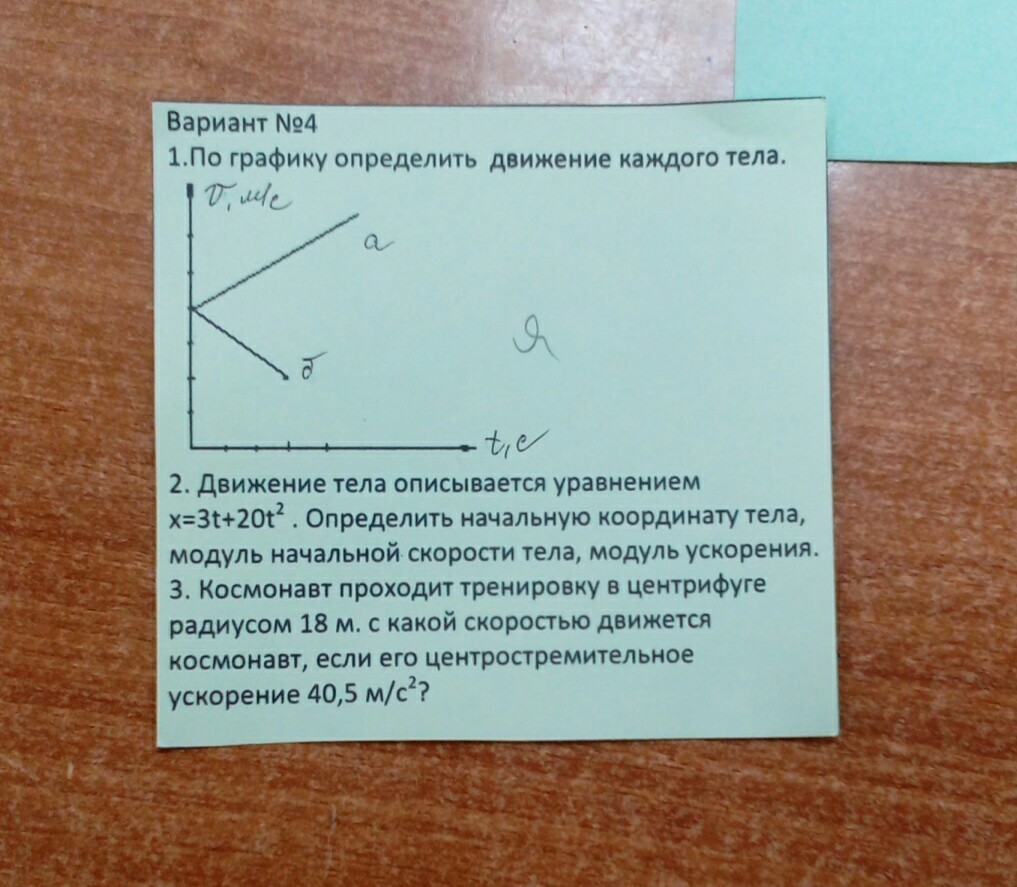 Вариант №4
1.По графику определить движение каждого тела.
v, м/с
а
б
t, с
2. Движение тела описывается уравнением
x=3t+20t² . Определить начальную координату тела,
модуль начальной скорости тела, модуль ускорения.
3. Космонавт проходит тренировку в центрифуге
радиусом 18 м. с какой скоростью движется
космонавт, если его центростремительное
ускорение 40,5 м/с²?